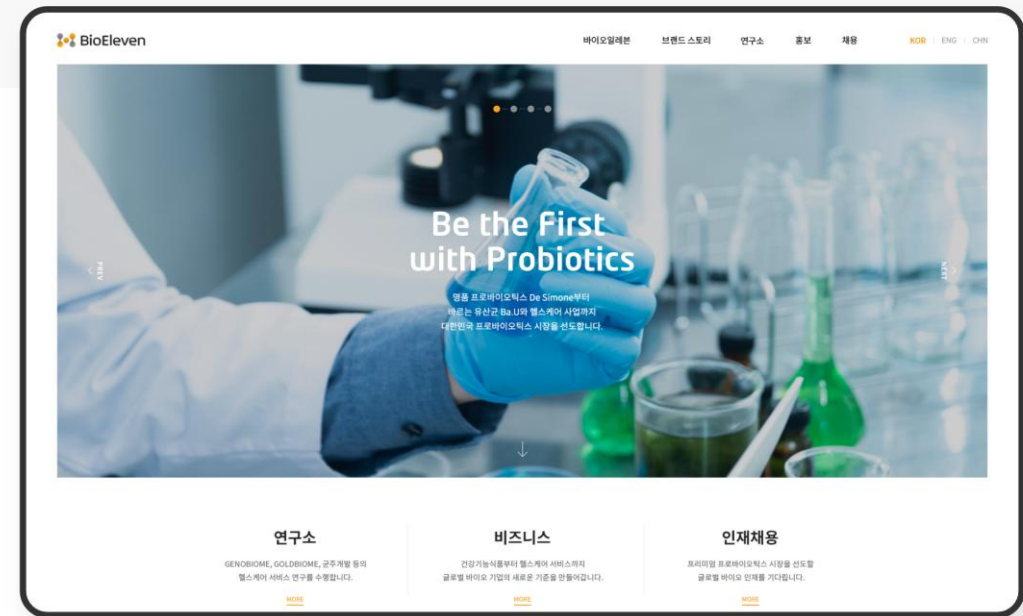 BioEleven
바이오일레븐
브랜드 스토리
연구소
홍보
채용
KOR
ENG
CHN
Be the First
with Probiotics
PREV
NEXT
명품 프로바이오틱스 De Simone부터
바르는 유산균 Ba.U와 헬스케어 사업까지
대한민국 프로바이오틱스 시장을 선도합니다.
연구소
비즈니스
인재채용
GENOBIOME, GOLDBIOME, 균주개발 등의
헬스케어 서비스 연구를 수행합니다.
건강기능식품부터 헬스케어 서비스까지
글로벌 바이오 기업의 새로운 기준을 만들어갑니다.
프리미엄 프로바이오틱스 시장을 선도할
글로벌 바이오 인재를 기다립니다.
MORE
MORE
MORE